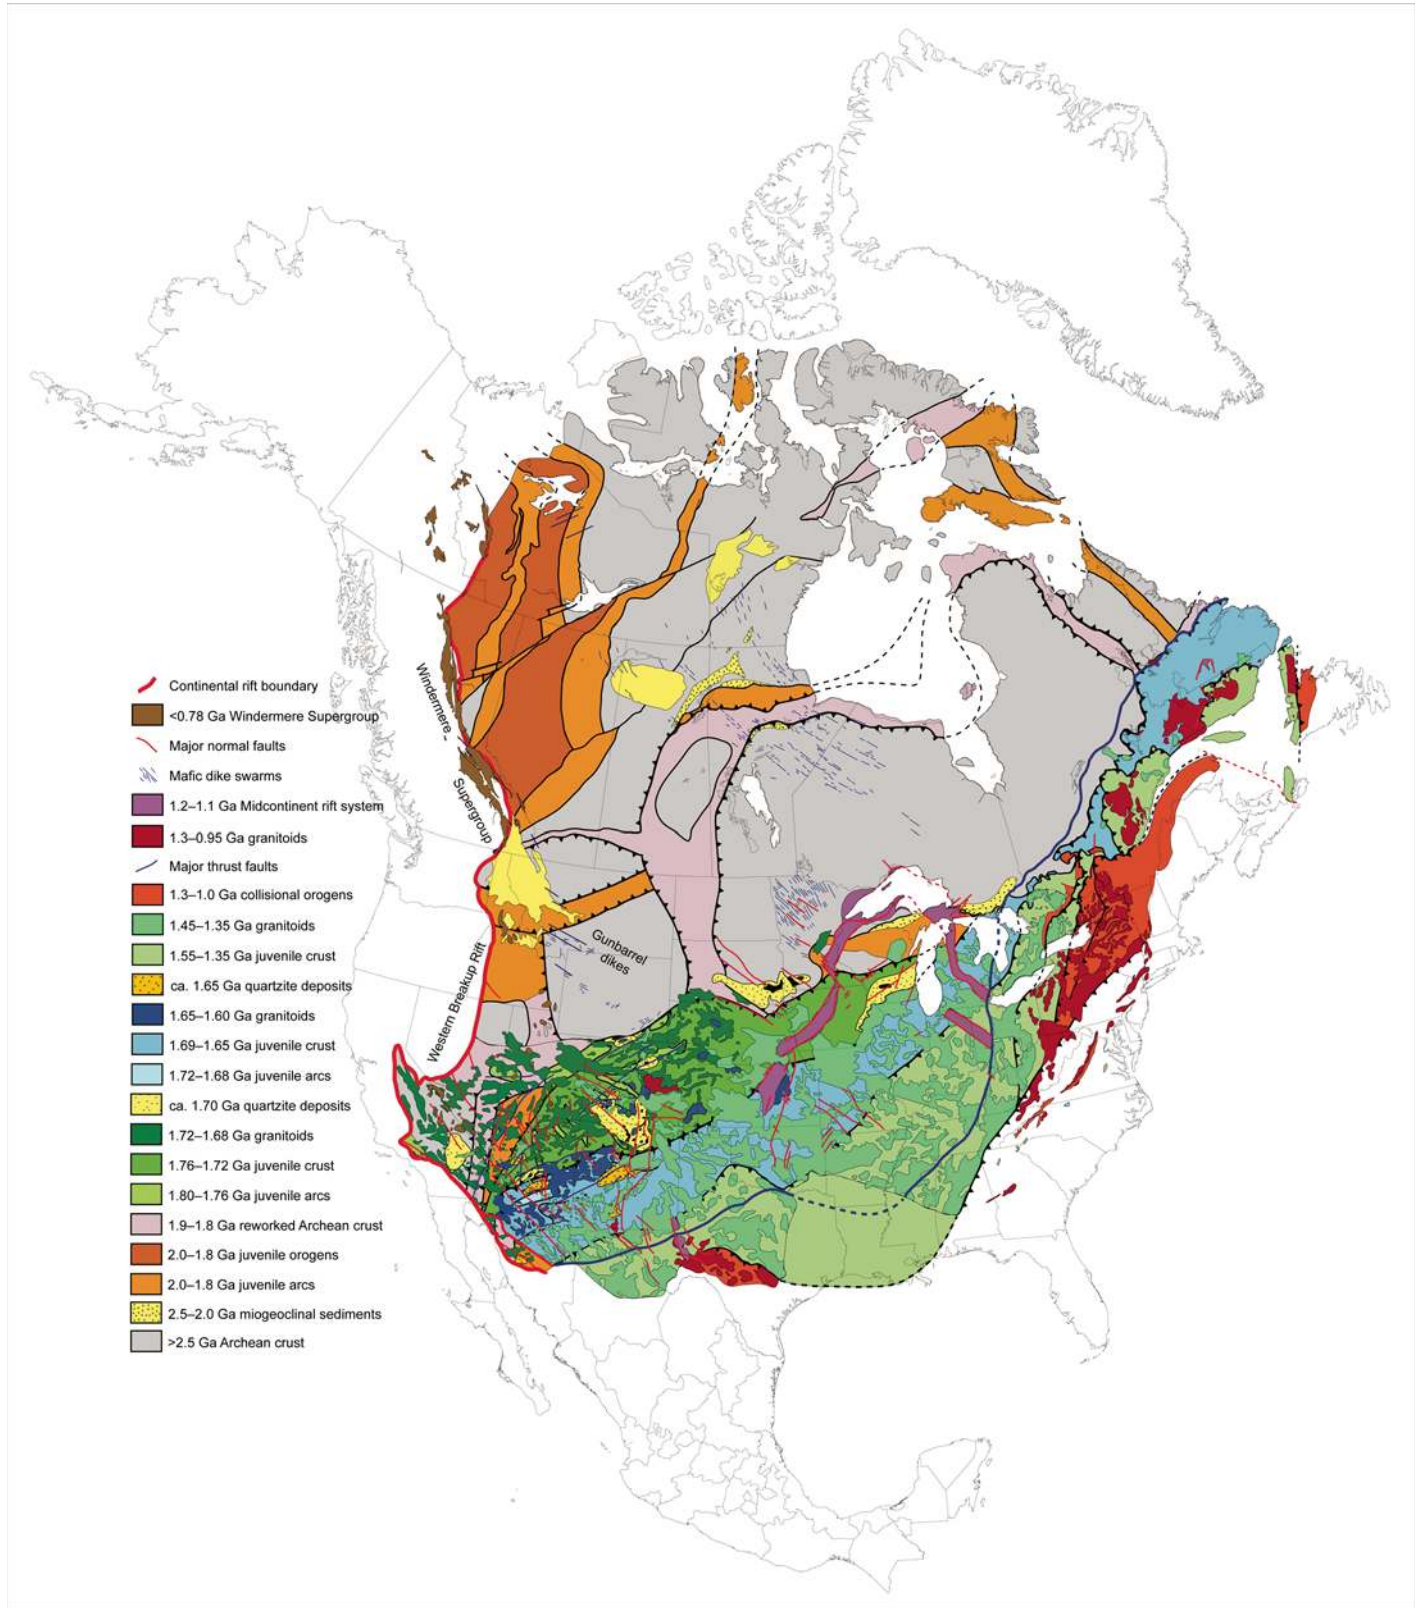 Windermere
Supergroup
Western Breakup Rift
Gunbarrel
dikes
Continental rift boundary
<0.78 Ga Windermere Supergroup
Major normal faults
Mafic dike swarms
1.2–1.1 Ga Midcontinent rift system
1.3–0.95 Ga granitoids
Major thrust faults
1.3–1.0 Ga collisional orogens
1.45–1.35 Ga granitoids
1.55–1.35 Ga juvenile crust
ca. 1.65 Ga quartzite deposits
1.65–1.60 Ga granitoids
1.69–1.65 Ga juvenile crust
1.72–1.68 Ga juvenile arcs
ca. 1.70 Ga quartzite deposits
1.72–1.68 Ga granitoids
1.76–1.72 Ga juvenile crust
1.80–1.76 Ga juvenile arcs
1.9–1.8 Ga reworked Archean crust
2.0–1.8 Ga juvenile orogens
2.0–1.8 Ga juvenile arcs
2.5–2.0 Ga miogeoclinal sediments
>2.5 Ga Archean crust